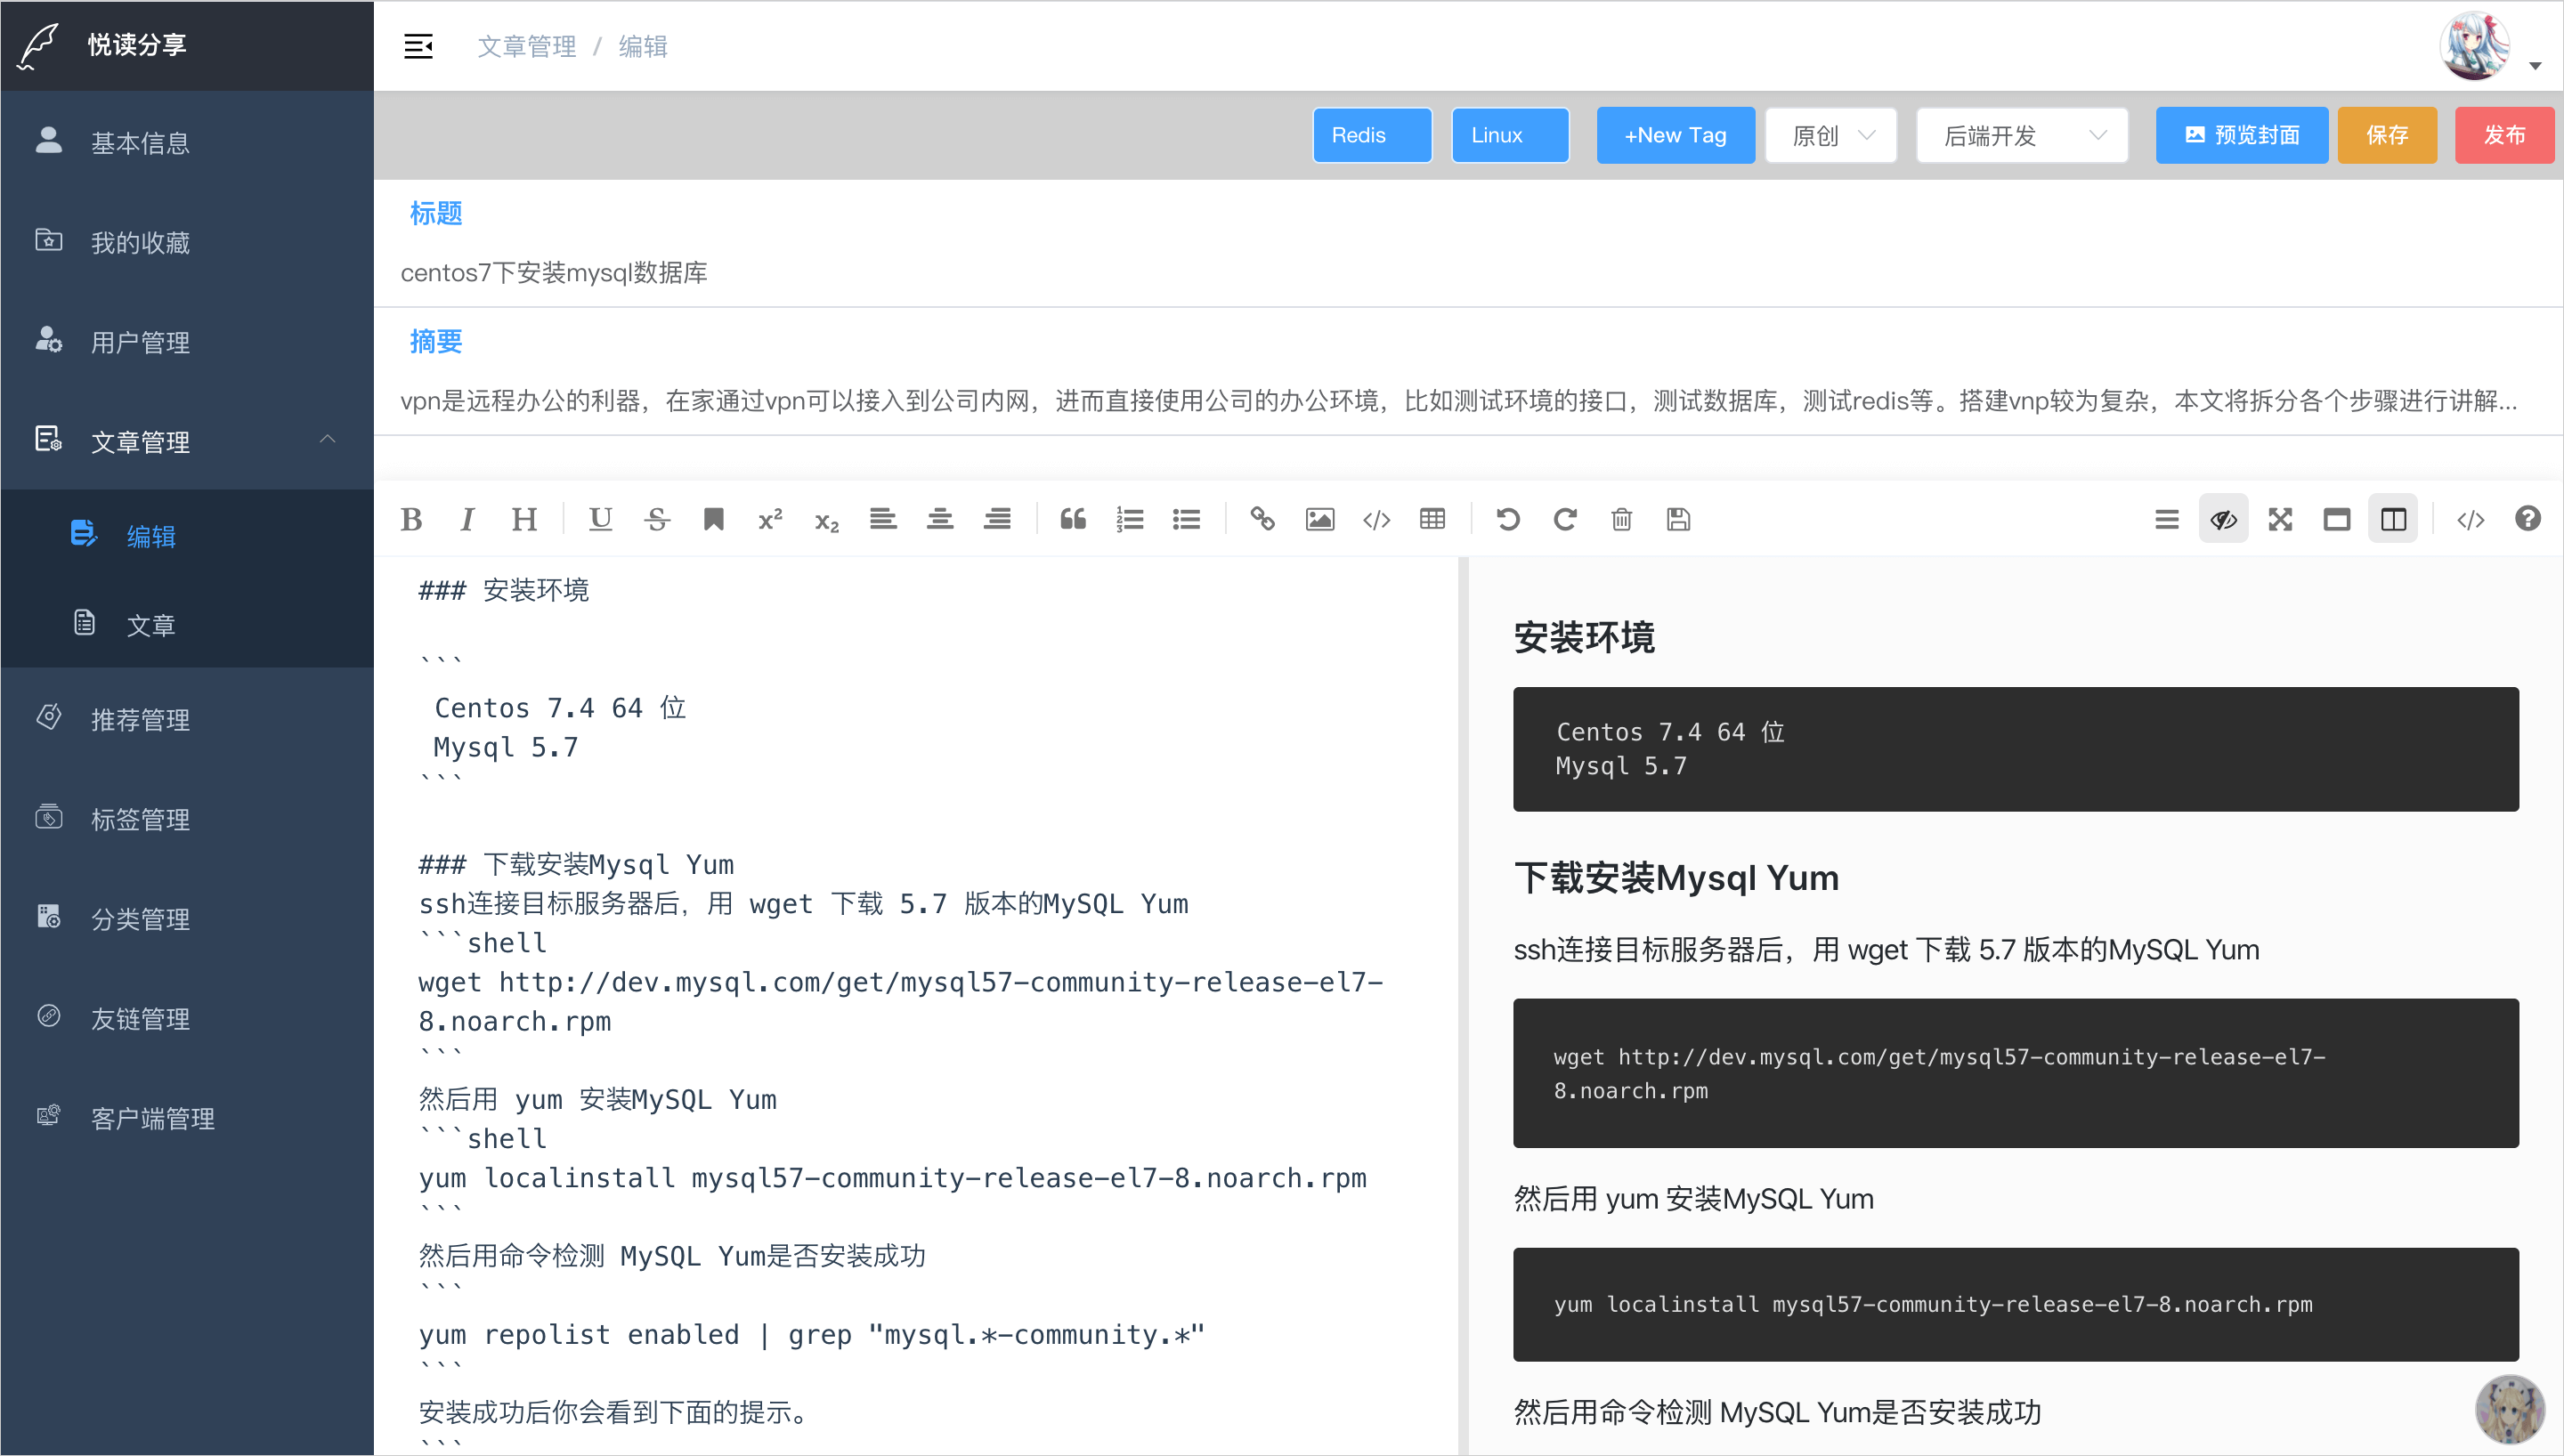 悦读分享
文章管理 / 编辑
基本信息
我的收藏
用户管理
文章管理
编辑
文章
推荐管理
标签管理
分类管理
友链管理
客户端管理
Redis
Linux
+New Tag
原创
后端开发
预览封面
保存
发布
标题
centos7下安装mysql数据库
摘要
vpn是远程办公的利器，在家通过vpn可以接入到公司内网，进而直接使用公司的办公环境，比如测试环境的接口，测试数据库，测试redis等。搭建vnp较为复杂，本文将拆分各个步骤进行讲解...
### 安装环境
```
Centos 7.4 64 位
Mysql 5.7
```
### 下载安装Mysql Yum
ssh连接目标服务器后，用 wget 下载 5.7 版本的MySQL Yum
```shell
wget http://dev.mysql.com/get/mysql57-community-release-el7-
8.noarch.rpm
```
然后用 yum 安装MySQL Yum
```shell
yum localinstall mysql57-community-release-el7-8.noarch.rpm
```
然后用命令检测 MySQL Yum是否安装成功
```
yum repolist enabled | grep "mysql.*-community.*"
```
安装成功后你会看到下面的提示。
```
安装环境
Centos 7.4 64 位
Mysql 5.7
下载安装Mysql Yum
ssh连接目标服务器后，用 wget 下载 5.7 版本的MySQL Yum
wget http://dev.mysql.com/get/mysql57-community-release-el7-
8.noarch.rpm
然后用 yum 安装MySQL Yum
yum localinstall mysql57-community-release-el7-8.noarch.rpm
然后用命令检测 MySQL Yum是否安装成功